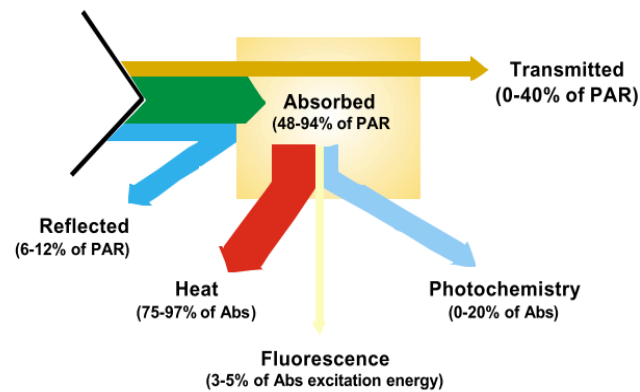 Transmitted
(0-40% of PAR)
Absorbed
(48-94% of PAR
Reflected
(6-12% of PAR)
Heat
(75-97% of Abs)
Photochemistry
(0-20% of Abs)
Fluorescence
(3-5% of Abs excitation energy)